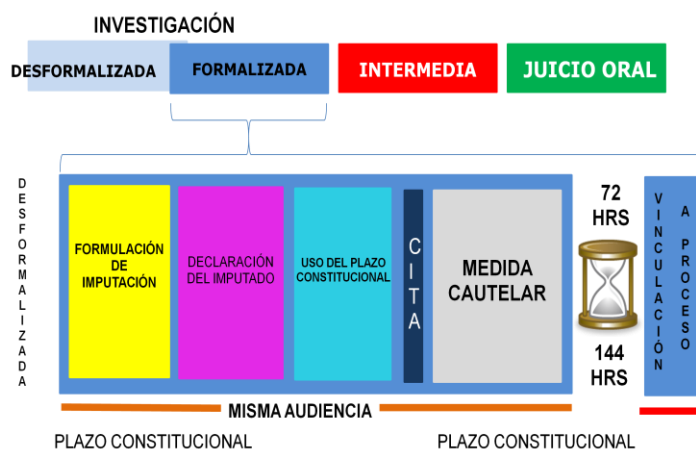 INVESTIGACIÓN
DESFORMALIZADA
FORMALIZADA
INTERMEDIA
JUICIO ORAL
DESFORMALIZADA
FORMULACIÓN
DE
IMPUTACIÓN
DECLARACIÓN
DEL IMPUTADO
USO DEL PLAZO
CONSTITUCIONAL
CITA
MEDIDA
CAUTELAR
72
HRS
144
HRS
VINCULACIÓN
A PROCESO
MISMA AUDIENCIA
PLAZO CONSTITUCIONAL
PLAZO CONSTITUCIONAL